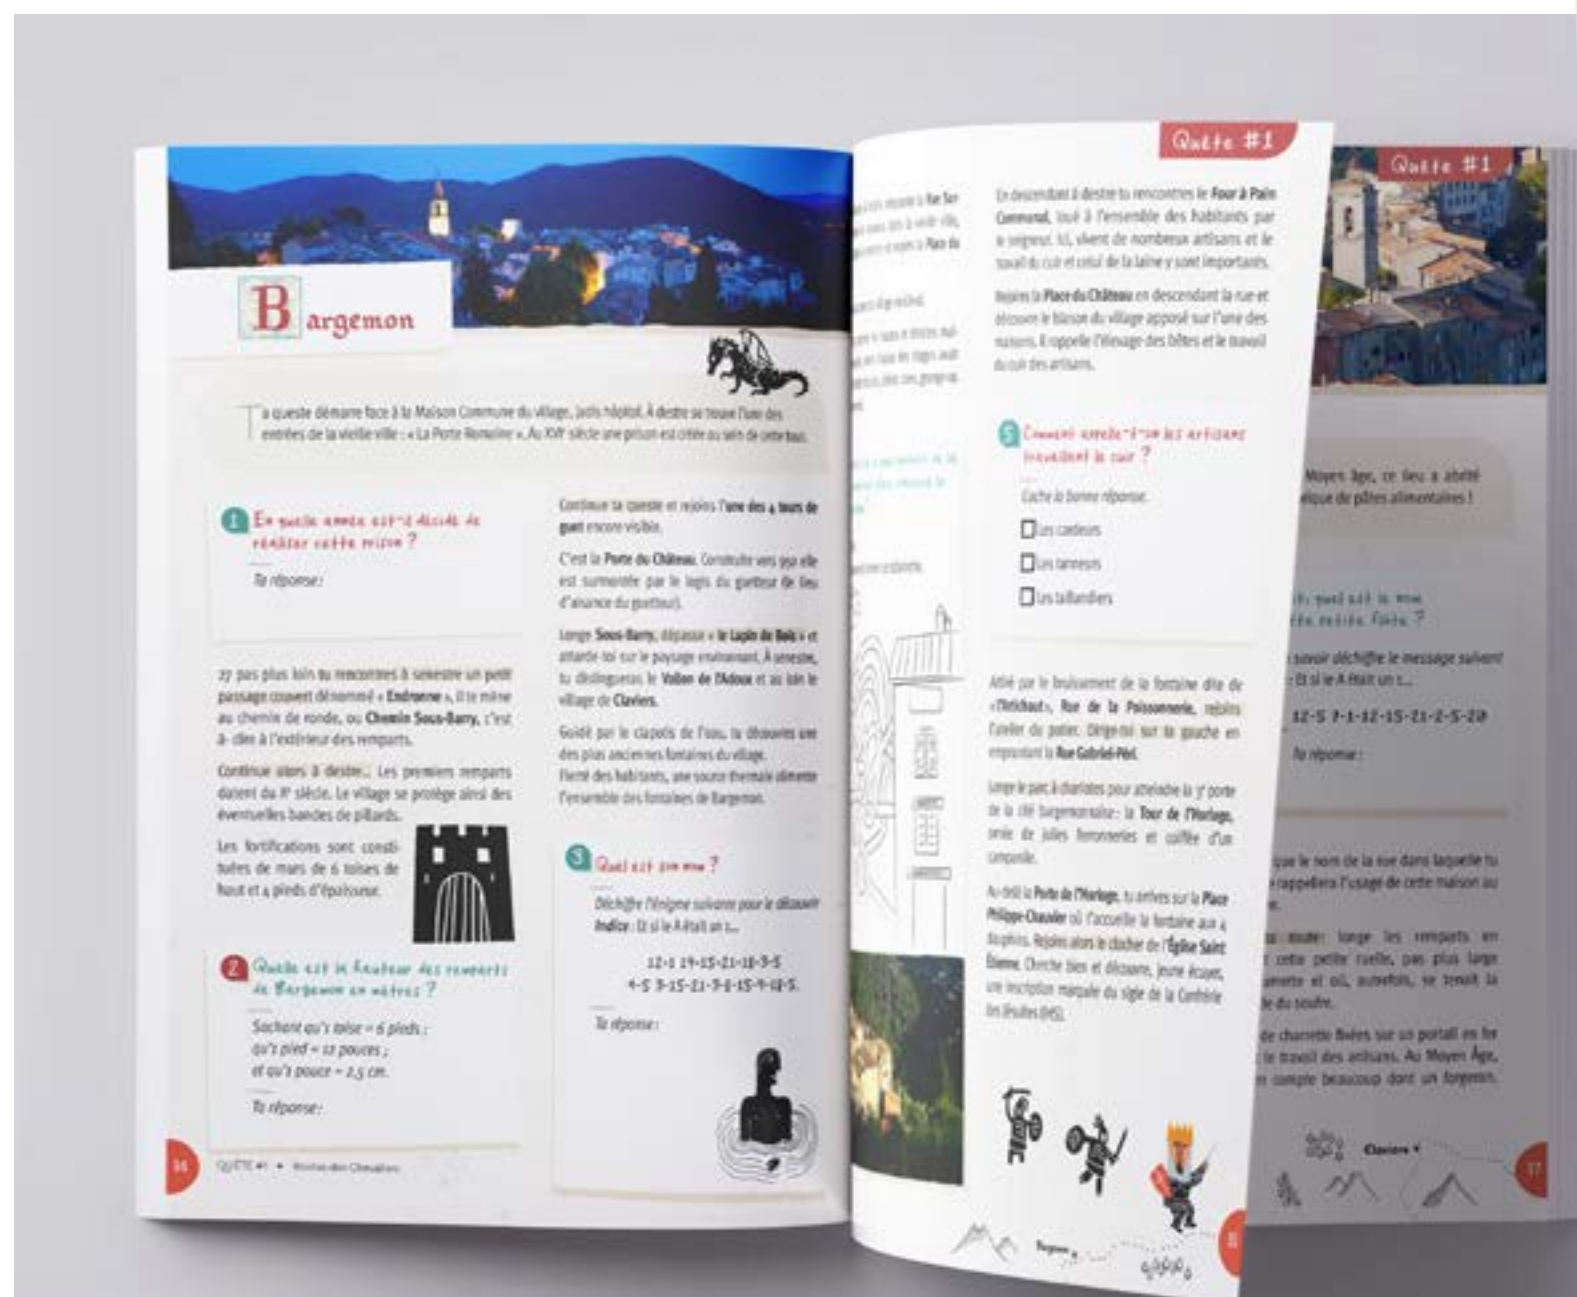 Bargemon
Ta queste démarre face à la Maison Commune du village, jadis hôpital. À destre se trouve l'une des
entrées de la vieille ville : « La Porte Romaine ». Au XVIᵉ siècle une prison est citée au sein de cette tour.
1 En quelle année est-il décidé de
réaliser cette prison ?
Ta réponse :
27 pas plus loin tu rencontres à senestre un petit
passage couvert dénommé « Endronne », il te mène
au chemin de ronde, ou Chemin Sous-Barry, c'est
à- dire à l'extérieur des remparts.
Continue alors à destre... Les premiers remparts
datent du siècle. Le village se protège ainsi des
éventuelles bandes de pillards.
Les fortifications sont consti-
tuées de murs de 6 toises de
haut et 4 pieds d'épaisseur.
2 Quelle est la hauteur des remparts
de Bargemon en mètres ?
Sachant qu'1 toise = 6 pieds ;
qu'1 pied = 12 pouces ;
et qu'1 pouce = 2,5 cm.
Ta réponse :
14
QUÊTE #1 • Routes des Chevaliers
Continue ta queste et rejoins l'une des 4 tours de
guet encore visible.
C'est la Porte du Château. Construite vers 950 elle
est surmontée par le logis du guetteur (le lieu
d'aisance du guetteur).
Longe Sous-Barry, dépasse « le Lapin de Bois » et
attarde-toi sur le paysage environnant. À senestre,
tu distingueras le Vallon de l'Adoux et au loin le
village de Claviers.
Guidé par le clapotis de l'eau, tu découvres une
des plus anciennes fontaines du village.
Fierté des habitants, une source thermale alimente
l'ensemble des fontaines de Bargemon.
3 Quel est son nom ?
Déchiffre l'énigme suivante pour le découvrir
Indice : Et si le A était un 1...
12-1 19-15-21-18-3-5
4-5 3-15-21-3-8-15-9-18-5.
Ta réponse :
Quête #1
En descendant à destre tu rencontres le Four à Pain
Communal, loué à l'ensemble des habitants par
le seigneur. Ici, vivent de nombreux artisans et le
travail du cuir et celui de la laine y sont importants.
Rejoins la Place du Château en descendant la rue et
découvre le blason du village apposé sur l'une des
maisons. Il rappelle l'élevage des bêtes et le travail
du cuir des artisans.
5 Comment appelle-t-on les artisans
travaillant le cuir ?
Coche la bonne réponse.
Les cardeurs
Les tanneurs
Les taillandiers
Attiré par le bruissement de la fontaine dite de
« l'Artichaut », Rue de la Poissonnerie, rejoins
l'atelier du potier. Dirige-toi sur ta gauche en
empruntant la Rue Gabriel-Péri.
Longe le parc à chariotes pour atteindre la 3ᵉ porte
de la cité bargemonnaise : la Tour de l'Horloge,
ornée de jolies ferronneries et coiffée d'un
campanile.
Au-delà la Porte de l'Horloge, tu arrives sur la Place
Philippe-Chauvier où t'accueille la fontaine aux 4
dauphins. Rejoins alors le clocher de l'Église Saint
Étienne. Cherche bien et découvre, jeune écuyer,
une inscription marquée du sigle de la Confrérie
des Jésuites (IHS).
Bargemon
Quête #1
Moyen âge, ce lieu a abrité
de pâtes alimentaires !
quel est le nom
petite ?
savoir déchiffre le message suivant
: Et si le A était un 1...
12-5 7-1-12-15-21-2-5-20
Ta réponse :
que le nom de la rue dans laquelle tu
rappellera l'usage de cette maison au
route: longe les remparts en
cette petite ruelle, pas plus large
et où, autrefois, se tenait la
du soufre.
de charrette fixées sur un portail en fer
le travail des artisans. Au Moyen Âge,
compte beaucoup dont un forgeron.
Claviers
17